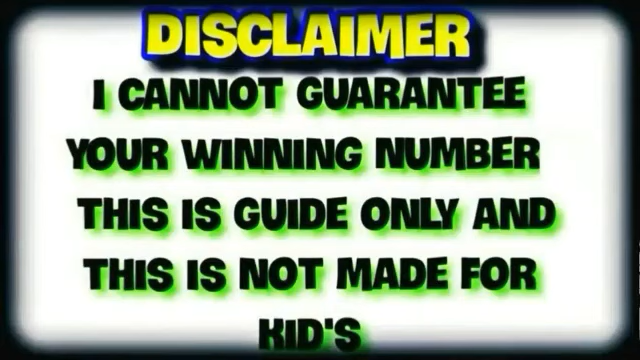 DISCLAIMER
I CANNOT GUARANTEE
YOUR WINNING NUMBER
THIS IS GUIDE ONLY AND
THIS IS NOT MADE FOR
KID'S